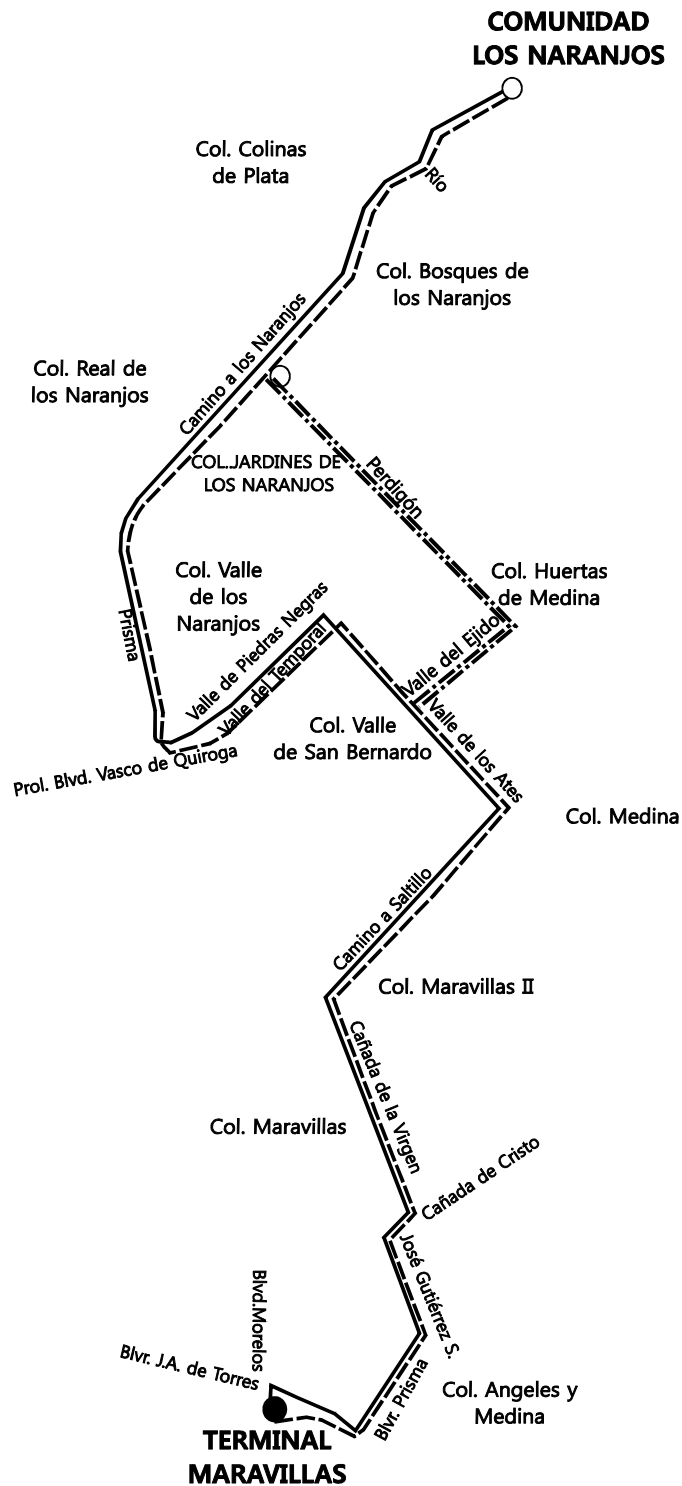 COMUNIDAD
LOS NARANJOS
Col. Colinas
de Plata
Río
Col. Bosques de
los Naranjos
Camino a los Naranjos
Col. Real de
los Naranjos
COL.JARDINES DE
LOS NARANJOS
Perdigón
Col. Valle
de los
Naranjos
Col. Huertas
de Medina
Prisma
Valle de Piedras Negras
Valle del Temporal
Valle del Ejido
Col. Valle
de San Bernardo
Valle de los Ates
Prol. Blvd. Vasco de Quiroga
Col. Medina
Camino a Saltillo
Col. Maravillas II
Cañada de la Virgen
Col. Maravillas
Cañada de Cristo
José Gutiérrez S.
Blvd.Morelos
Blvr. J.A. de Torres
Blvr. Prisma
Col. Angeles y
Medina
TERMINAL
MARAVILLAS